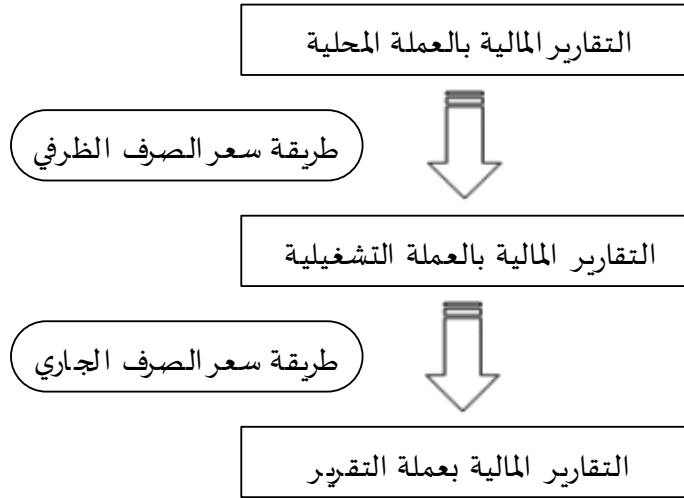 التقارير المالية بالعملة المحلية
طريقة سعر الصرف الظرفي
التقارير المالية بالعملة التشغيلية
طريقة سعر الصرف الجاري
التقارير المالية بعملة التقرير